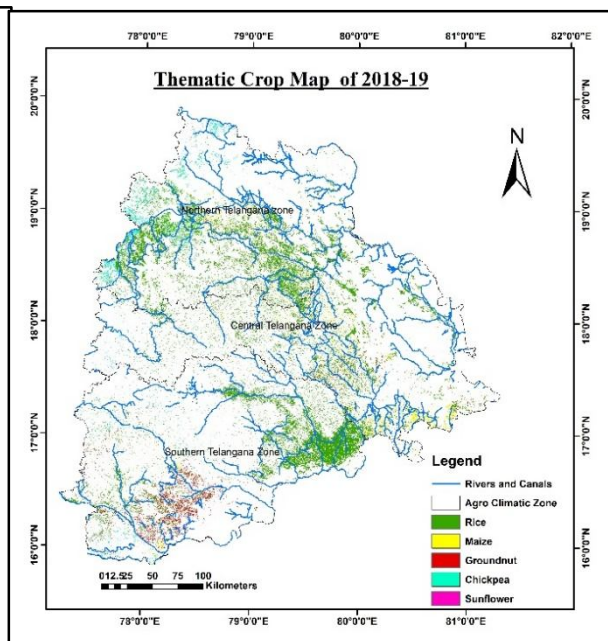 78°0'0"E 79°0'0"E 80°0'0"E 81°0'0"E 82°0'0"E
Thematic Crop Map of 2018-19
20°0'0"N
20°0'0"N
N
19°0'0"N
Northern Telangana zone
19°0'0"N
18°0'0"N
Central Telangana Zone
18°0'0"N
17°0'0"N
Southern Telangana Zone
17°0'0"N
Legend
Rivers and Canals
Agro Climatic Zone
Rice
Maize
Groundnut
Chickpea
Sunflower
16°0'0"N
16°0'0"N
0 12.5 25 50 75 100
Kilometers
78°0'0"E 79°0'0"E 80°0'0"E 81°0'0"E